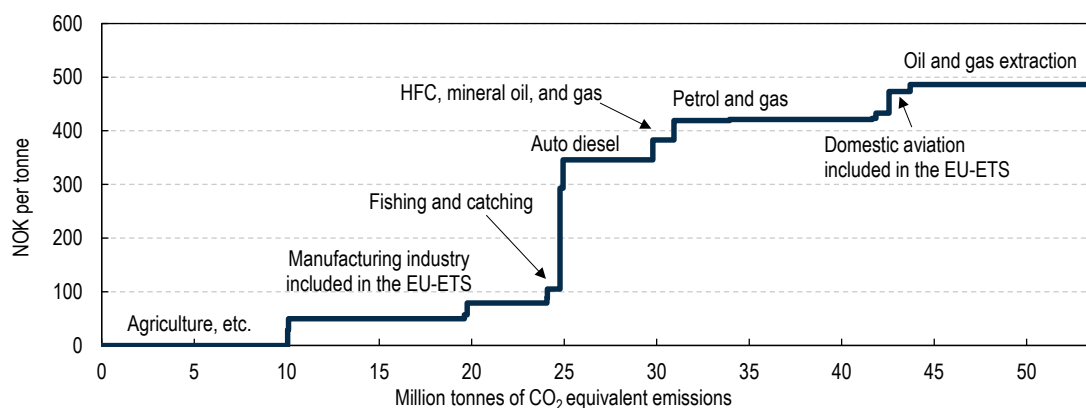 NOK per tonne
600
500
400
300
200
100
0
Oil and gas extraction
HFC, mineral oil, and gas
Petrol and gas
Auto diesel
Domestic aviation
included in the EU-ETS
Fishing and catching
Manufacturing industry
included in the EU-ETS
Agriculture, etc.
0 5 10 15 20 25 30 35 40 45 50
Million tonnes of CO₂ equivalent emissions